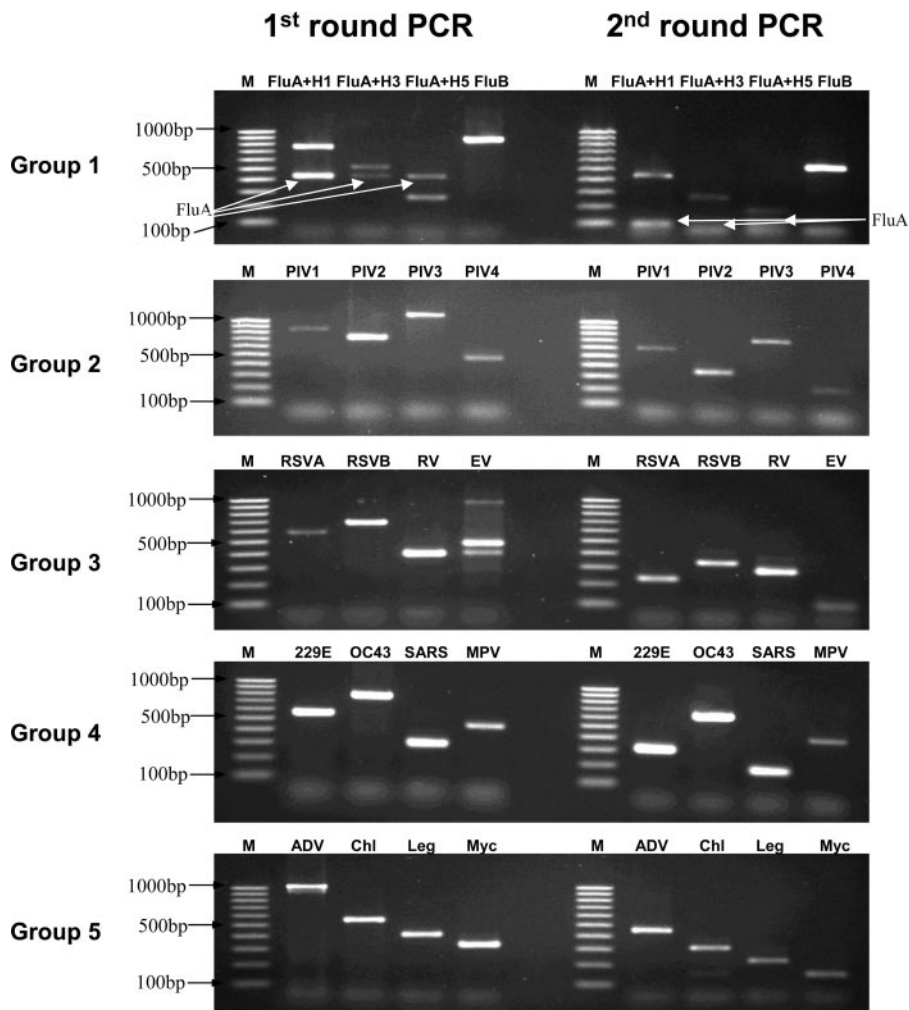 1st round PCR 2nd round PCR
M FluA+H1 FluA+H3 FluA+H5 FluB M FluA+H1 FluA+H3 FluA+H5 FluB
1000bp
Group 1 500bp
FluA FluA
100bp
M PIV1 PIV2 PIV3 PIV4 M PIV1 PIV2 PIV3 PIV4
1000bp
Group 2 500bp
100bp
M RSVA RSVB RV EV M RSVA RSVB RV EV
1000bp
Group 3 500bp
100bp
M 229E OC43 SARS MPV M 229E OC43 SARS MPV
1000bp
Group 4 500bp
100bp
M ADV Chl Leg Myc M ADV Chl Leg Myc
1000bp
Group 5 500bp
100bp